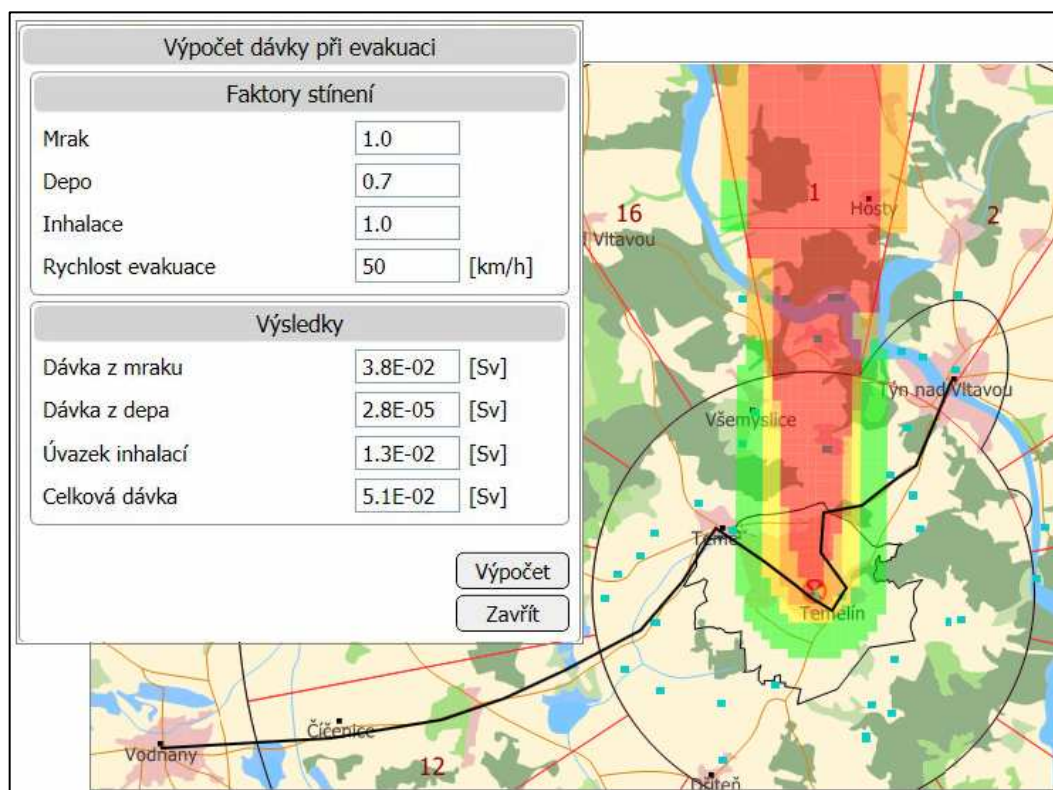 Výpočet dávky při evakuaci
Faktory stínení
Mrak 1.0
Depo 0.7
Inhalace 1.0
Rychlost evakuace 50 [km/h]
Výsledky
Dávka z mraku 3.8E-02 [Sv]
Dávka z depa 2.8E-05 [Sv]
Úvazek inhalací 1.3E-02 [Sv]
Celková dávka 5.1E-02 [Sv]
Výpočet
Zavřít
1
Hosty
16
2
Vltavou
Týn nad Vltavou
Všemyslice
Temelín
Číčenice
Vodňany
12
Dříteň